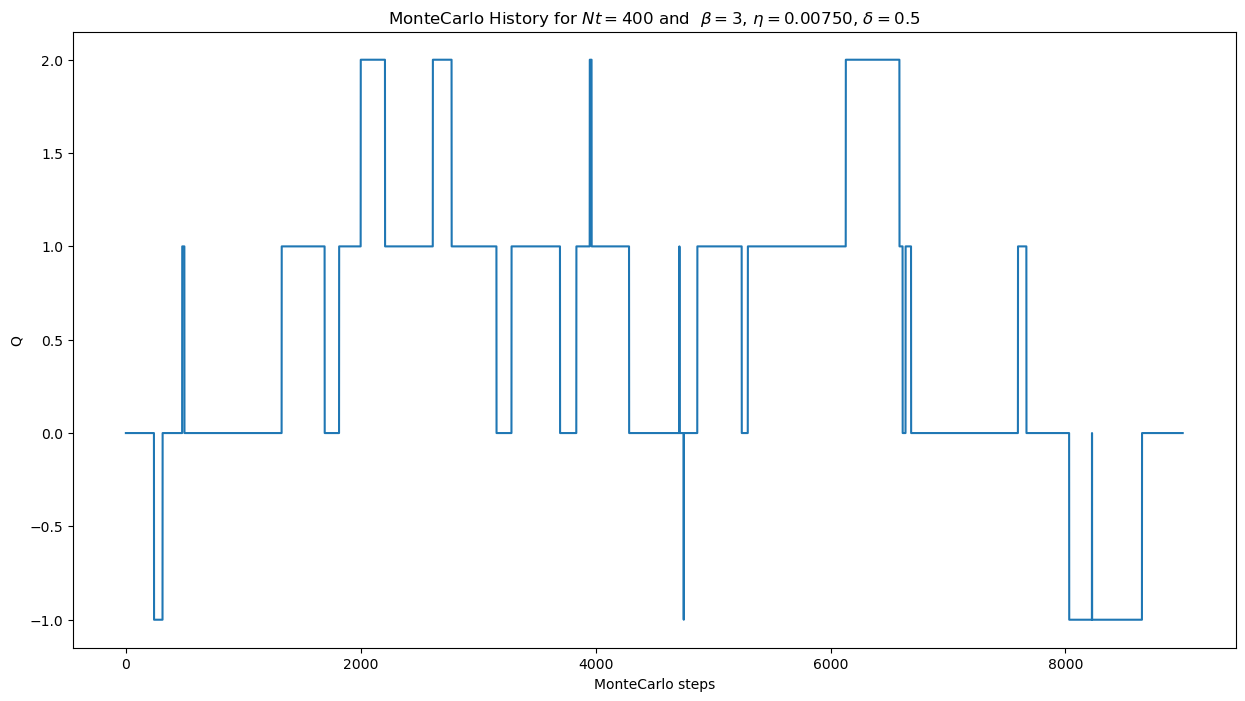 MonteCarlo History for Nt = 400 and β = 3, η = 0.00750, δ = 0.5
2.0
1.5
1.0
0.5
0.0
−0.5
−1.0
Q
0 2000 4000 6000 8000
MonteCarlo steps